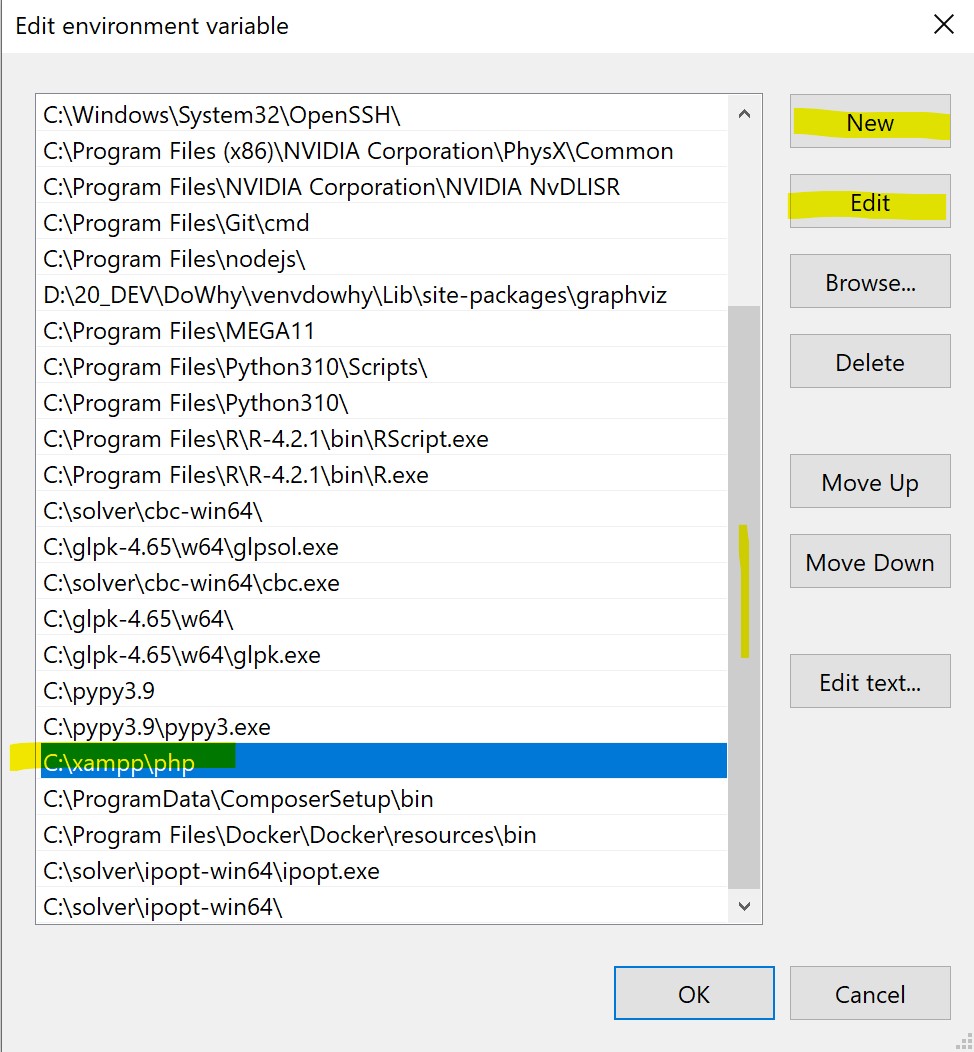 Edit environment variable
C:\Windows\System32\OpenSSH\
C:\Program Files (x86)\NVIDIA Corporation\PhysX\Common
C:\Program Files\NVIDIA Corporation\NVIDIA NvDLISR
C:\Program Files\Git\cmd
C:\Program Files\nodejs\
D:\20_DEV\DoWhy\venvdowhy\Lib\site-packages\graphviz
C:\Program Files\MEGA11
C:\Program Files\Python310\Scripts\
C:\Program Files\Python310\
C:\Program Files\R\R-4.2.1\bin\RScript.exe
C:\Program Files\R\R-4.2.1\bin\R.exe
C:\solver\cbc-win64\
C:\glpk-4.65\w64\glpsol.exe
C:\solver\cbc-win64\cbc.exe
C:\glpk-4.65\w64\
C:\glpk-4.65\w64\glpk.exe
C:\pypy3.9
C:\pypy3.9\pypy3.exe
C:\xampp\php
C:\ProgramData\ComposerSetup\bin
C:\Program Files\Docker\Docker\resources\bin
C:\solver\ipopt-win64\ipopt.exe
C:\solver\ipopt-win64\
New
Edit
Browse...
Delete
Move Up
Move Down
Edit text...
OK
Cancel